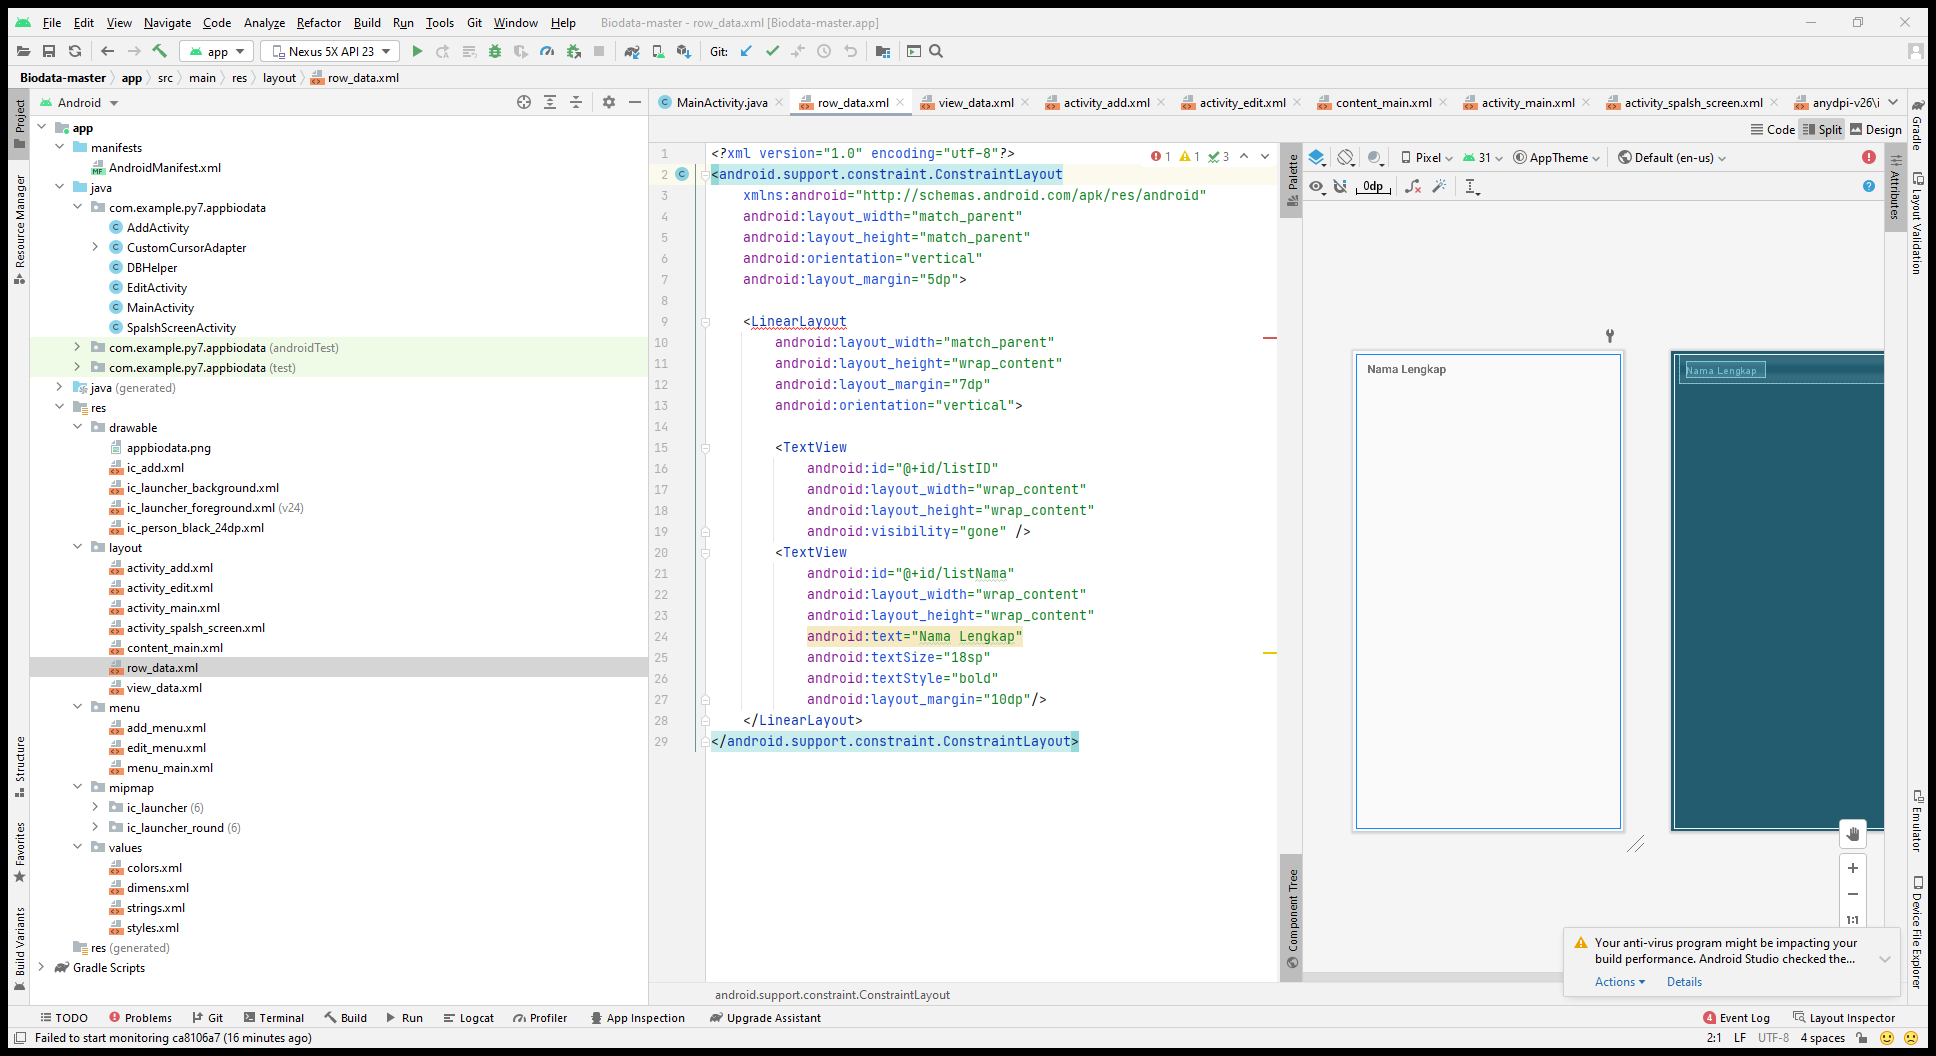 File Edit View Navigate Code Analyze Refactor Build Run Tools Git Window Help Biodata-master - row_data.xml [Biodata-master.app]
app Nexus 5X API 23 Git:
Biodata-master app src main res layout row_data.xml
Android
MainActivity.java row_data.xml view_data.xml activity_add.xml activity_edit.xml content_main.xml activity_main.xml activity_spalsh_screen.xml anydpi-v26\i
Code Split Design
Project
Resource Manager
Structure
Favorites
Build Variants
app
manifests
AndroidManifest.xml
java
com.example.py7.appbiodata
AddActivity
CustomCursorAdapter
DBHelper
EditActivity
MainActivity
SpalshScreenActivity
com.example.py7.appbiodata (androidTest)
com.example.py7.appbiodata (test)
java (generated)
res
drawable
appbiodata.png
ic_add.xml
ic_launcher_background.xml
ic_launcher_foreground.xml (v24)
ic_person_black_24dp.xml
layout
activity_add.xml
activity_edit.xml
activity_main.xml
activity_spalsh_screen.xml
content_main.xml
row_data.xml
view_data.xml
menu
add_menu.xml
edit_menu.xml
menu_main.xml
mipmap
ic_launcher (6)
ic_launcher_round (6)
values
colors.xml
dimens.xml
strings.xml
styles.xml
res (generated)
Gradle Scripts
1 <?xml version="1.0" encoding="utf-8"?>
2 <android.support.constraint.ConstraintLayout
3 xmlns:android="http://schemas.android.com/apk/res/android"
4 android:layout_width="match_parent"
5 android:layout_height="match_parent"
6 android:orientation="vertical"
7 android:layout_margin="5dp">
8
9 <LinearLayout
10 android:layout_width="match_parent"
11 android:layout_height="wrap_content"
12 android:layout_margin="7dp"
13 android:orientation="vertical">
14
15 <TextView
16 android:id="@+id/listID"
17 android:layout_width="wrap_content"
18 android:layout_height="wrap_content"
19 android:visibility="gone" />
20 <TextView
21 android:id="@+id/listNama"
22 android:layout_width="wrap_content"
23 android:layout_height="wrap_content"
24 android:text="Nama Lengkap"
25 android:textSize="18sp"
26 android:textStyle="bold"
27 android:layout_margin="10dp"/>
28 </LinearLayout>
29 </android.support.constraint.ConstraintLayout>
1 1 3
android.support.constraint.ConstraintLayout
Palette
Component Tree
Pixel 31 AppTheme Default (en-us)
0dp
Nama Lengkap
Nama Lengkap
1:1
Attributes
Gradle
Layout Validation
Emulator
Device File Explorer
Your anti-virus program might be impacting your
build performance. Android Studio checked the...
Actions Details
TODO Problems Git Terminal Build Run Logcat Profiler App Inspection Upgrade Assistant 4 Event Log Layout Inspector
Failed to start monitoring ca8106a7 (16 minutes ago) 2:1 LF UTF-8 4 spaces